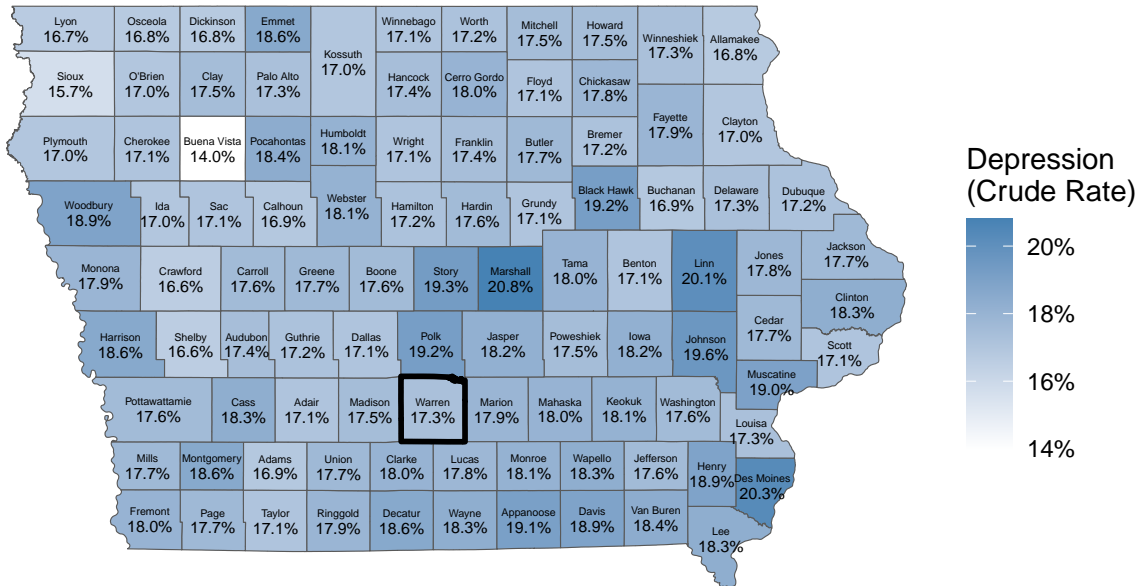 Lyon
16.7%
Osceola
16.8%
Dickinson
16.8%
Emmet
18.6%
Kossuth
17.0%
Winnebago
17.1%
Worth
17.2%
Mitchell
17.5%
Howard
17.5%
Winneshiek
17.3%
Allamakee
16.8%
Sioux
15.7%
O'Brien
17.0%
Clay
17.5%
Palo Alto
17.3%
Hancock
17.4%
Cerro Gordo
18.0%
Floyd
17.1%
Chickasaw
17.8%
Fayette
17.9%
Clayton
17.0%
Plymouth
17.0%
Cherokee
17.1%
Buena Vista
14.0%
Pocahontas
18.4%
Humboldt
18.1%
Wright
17.1%
Franklin
17.4%
Butler
17.7%
Bremer
17.2%
Woodbury
18.9%
Ida
17.0%
Sac
17.1%
Calhoun
16.9%
Webster
18.1%
Hamilton
17.2%
Hardin
17.6%
Grundy
17.1%
Black Hawk
19.2%
Buchanan
16.9%
Delaware
17.3%
Dubuque
17.2%
Monona
17.9%
Crawford
16.6%
Carroll
17.6%
Greene
17.7%
Boone
17.6%
Story
19.3%
Marshall
20.8%
Tama
18.0%
Benton
17.1%
Linn
20.1%
Jones
17.8%
Jackson
17.7%
Clinton
18.3%
Harrison
18.6%
Shelby
16.6%
Audubon
17.4%
Guthrie
17.2%
Dallas
17.1%
Polk
19.2%
Jasper
18.2%
Poweshiek
17.5%
Iowa
18.2%
Johnson
19.6%
Cedar
17.7%
Scott
17.1%
Muscatine
19.0%
Pottawattamie
17.6%
Cass
18.3%
Adair
17.1%
Madison
17.5%
Warren
17.3%
Marion
17.9%
Mahaska
18.0%
Keokuk
18.1%
Washington
17.6%
Louisa
17.3%
Mills
17.7%
Montgomery
18.6%
Adams
16.9%
Union
17.7%
Clarke
18.0%
Lucas
17.8%
Monroe
18.1%
Wapello
18.3%
Jefferson
17.6%
Henry
18.9%
Des Moines
20.3%
Fremont
18.0%
Page
17.7%
Taylor
17.1%
Ringgold
17.9%
Decatur
18.6%
Wayne
18.3%
Appanoose
19.1%
Davis
18.9%
Van Buren
18.4%
Lee
18.3%
Depression
(Crude Rate)
20%
18%
16%
14%